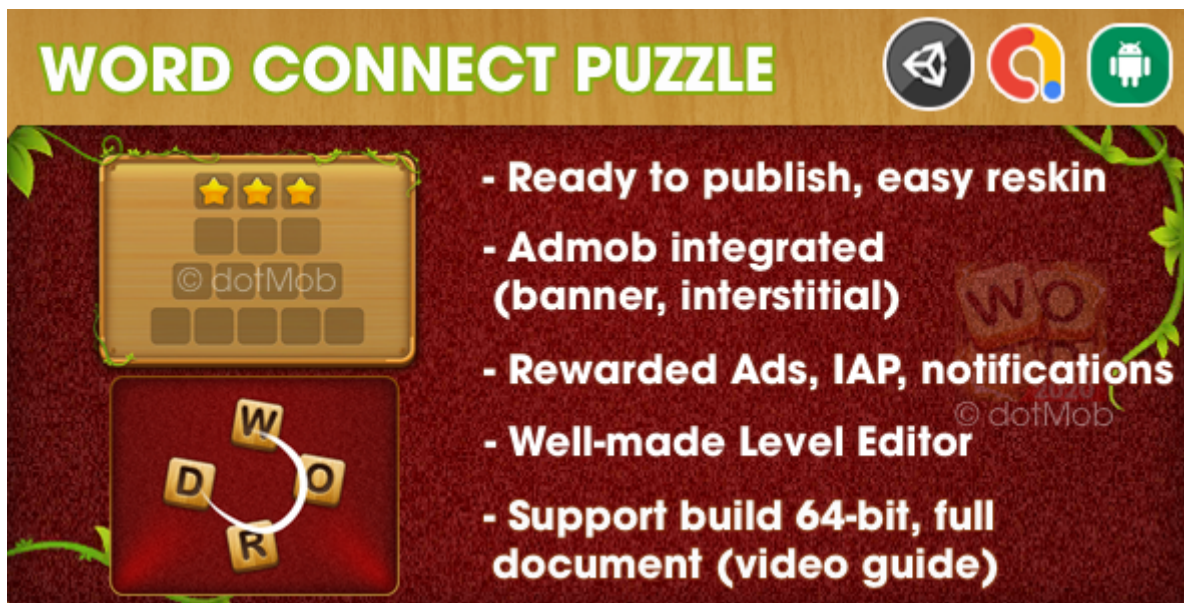 WORD CONNECT PUZZLE
© dotMob
W
D
O
R
- Ready to publish, easy reskin
- Admob integrated
(banner, interstitial)
WO
- Rewarded Ads, IAP, notifications
© dotMob
- Well-made Level Editor
- Support build 64-bit, full
document (video guide)